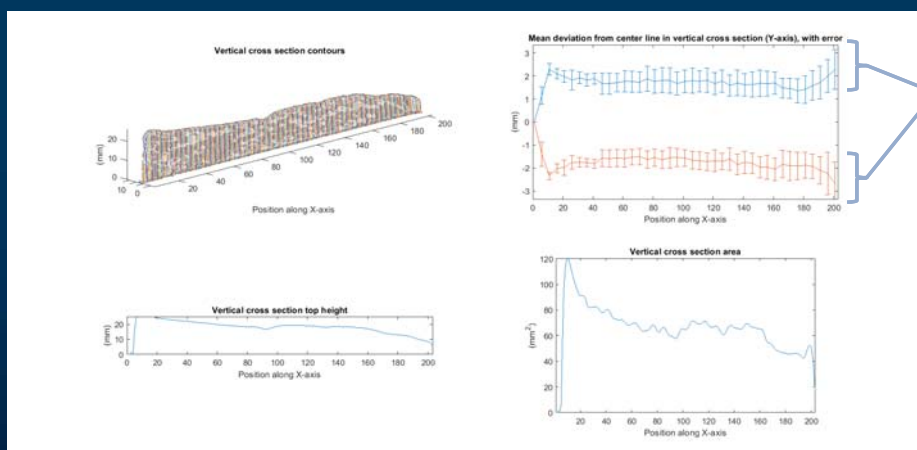 Vertical cross section contours
(mm)
20
10
0
10
0
20
40
60
80
100
120
140
160
180
200
Position along X-axis
Mean deviation from center line in vertical cross section (Y-axis), with error
(mm)
3
2
1
0
-1
-2
-3
0 20 40 60 80 100 120 140 160 180 200
Position along X-axis
Vertical cross section top height
(mm)
20
10
0
0 20 40 60 80 100 120 140 160 180 200
Position along X-axis
Vertical cross section area
(mm2)
120
100
80
60
40
20
0
20 40 60 80 100 120 140 160 180 200
Position along X-axis